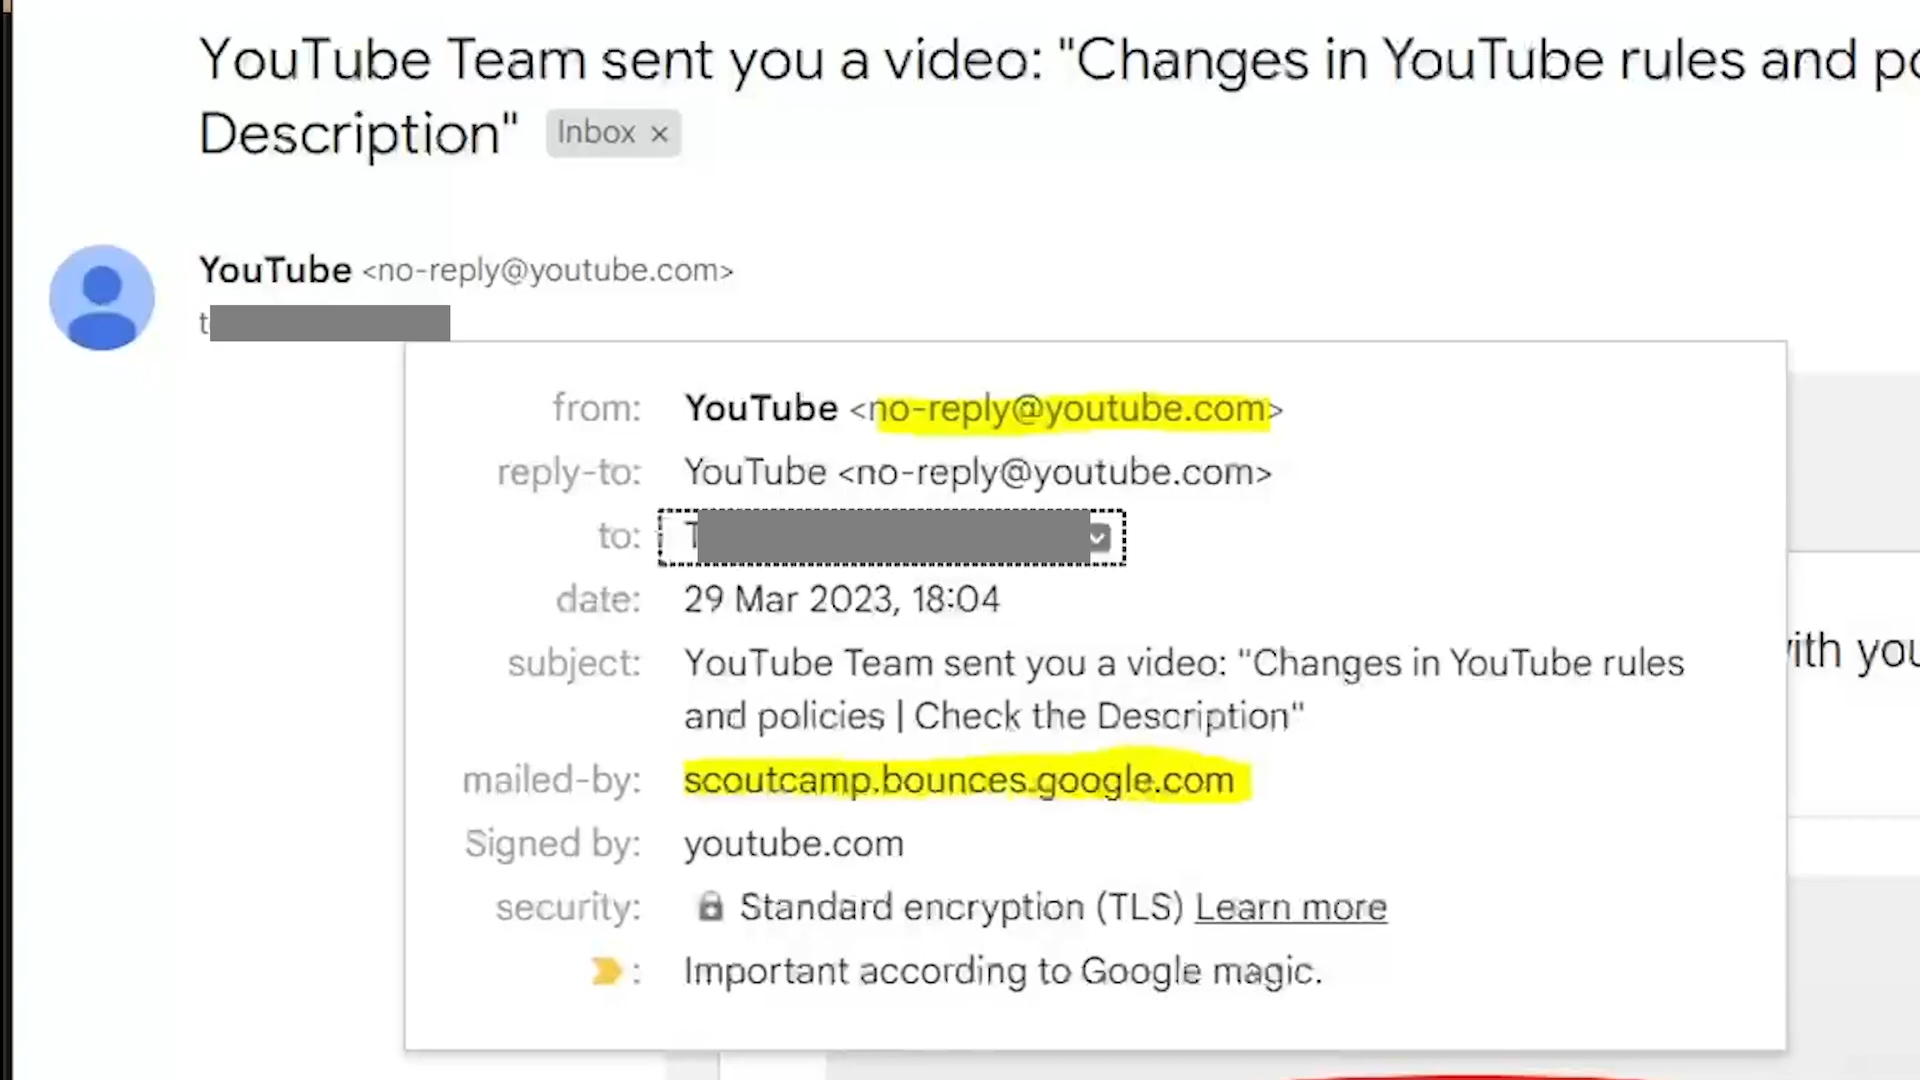 YouTube Team sent you a video: "Changes in YouTube rules and
Description" Inbox ×
YouTube <no-reply@youtube.com>
from: YouTube <no-reply@youtube.com>
reply-to: YouTube <no-reply@youtube.com>
to:
date: 29 Mar 2023, 18:04
subject: YouTube Team sent you a video: "Changes in YouTube rules
and policies | Check the Description"
with you
mailed-by: scoutcamp.bounces.google.com
Signed by: youtube.com
security: Standard encryption (TLS) Learn more
: Important according to Google magic.